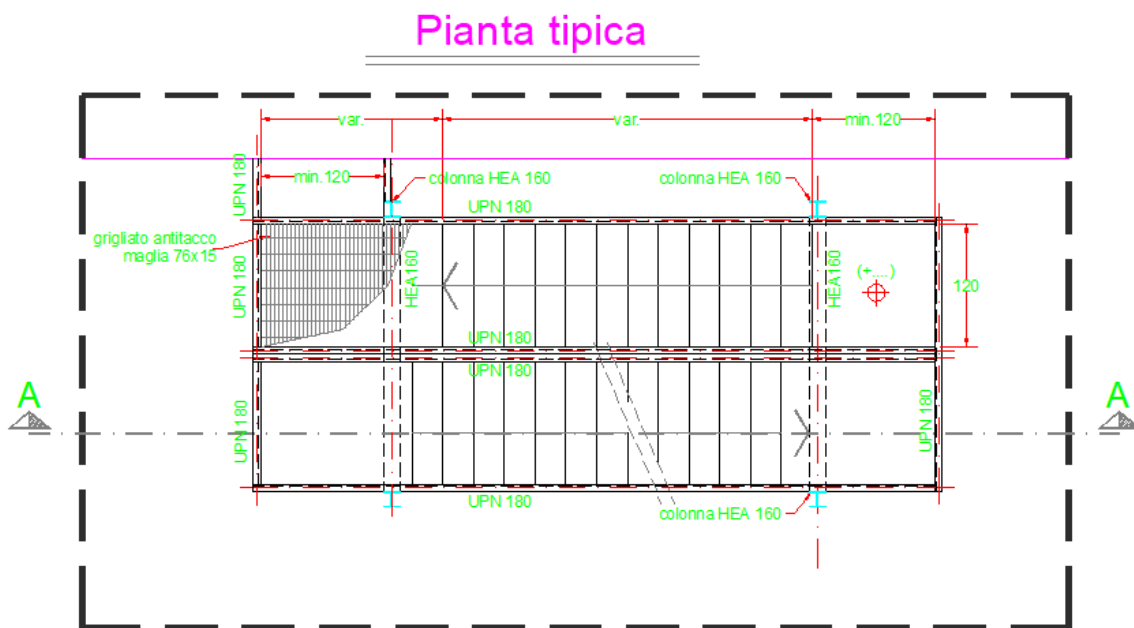 Pianta tipica
var.
var.
min.120
UPN 180
min.120
colonna HEA 160
colonna HEA 160
UPN 180
grigliato antitacco
maglia 76x15
UPN 180
HEA160
HEA160
(+....)
120
UPN 180
UPN 180
A
A
UPN 180
UPN 180
UPN 180
colonna HEA 160